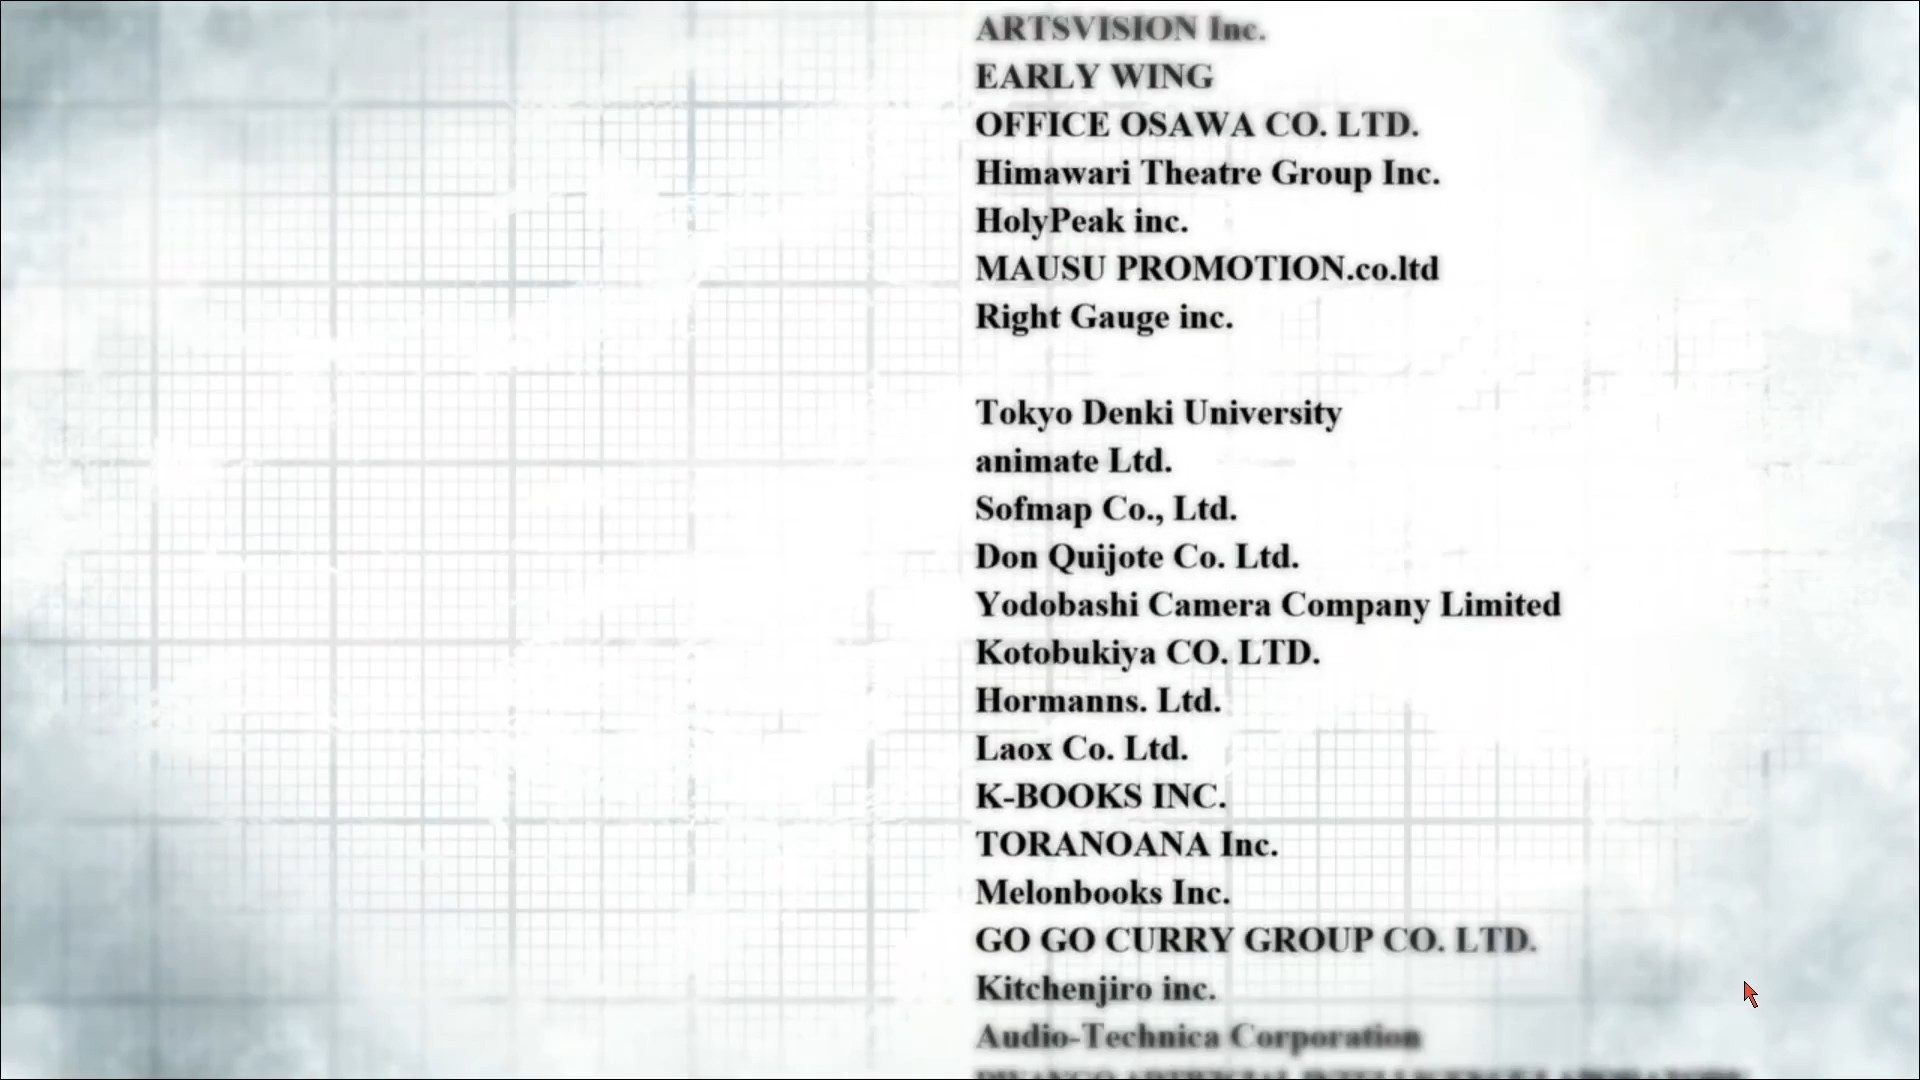 ARTSVISION Inc.
EARLY WING
OFFICE OSAWA CO. LTD.
Himawari Theatre Group Inc.
HolyPeak inc.
MAUSU PROMOTION.co.ltd
Right Gauge inc.
Tokyo Denki University
animate Ltd.
Sofmap Co., Ltd.
Don Quijote Co. Ltd.
Yodobashi Camera Company Limited
Kotobukiya CO. LTD.
Hormanns. Ltd.
Laox Co. Ltd.
K-BOOKS INC.
TORANOANA Inc.
Melonbooks Inc.
GO GO CURRY GROUP CO. LTD.
Kitchenjiro inc.
Audio-Technica Corporation